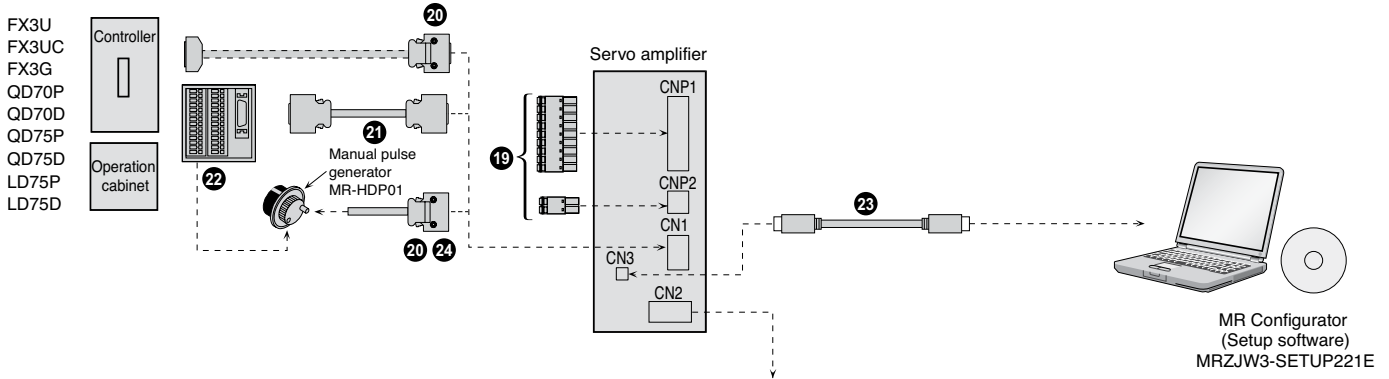 FX3U
FX3UC
FX3G
QD70P
QD70D
QD75P
QD75D
LD75P
LD75D
Controller
Operation
cabinet
20
21
22
Manual pulse
generator
MR-HDP01
20 24
19
Servo amplifier
CNP1
CNP2
CN1
CN3
CN2
23
MR Configurator
(Setup software)
MRZJW3-SETUP221E